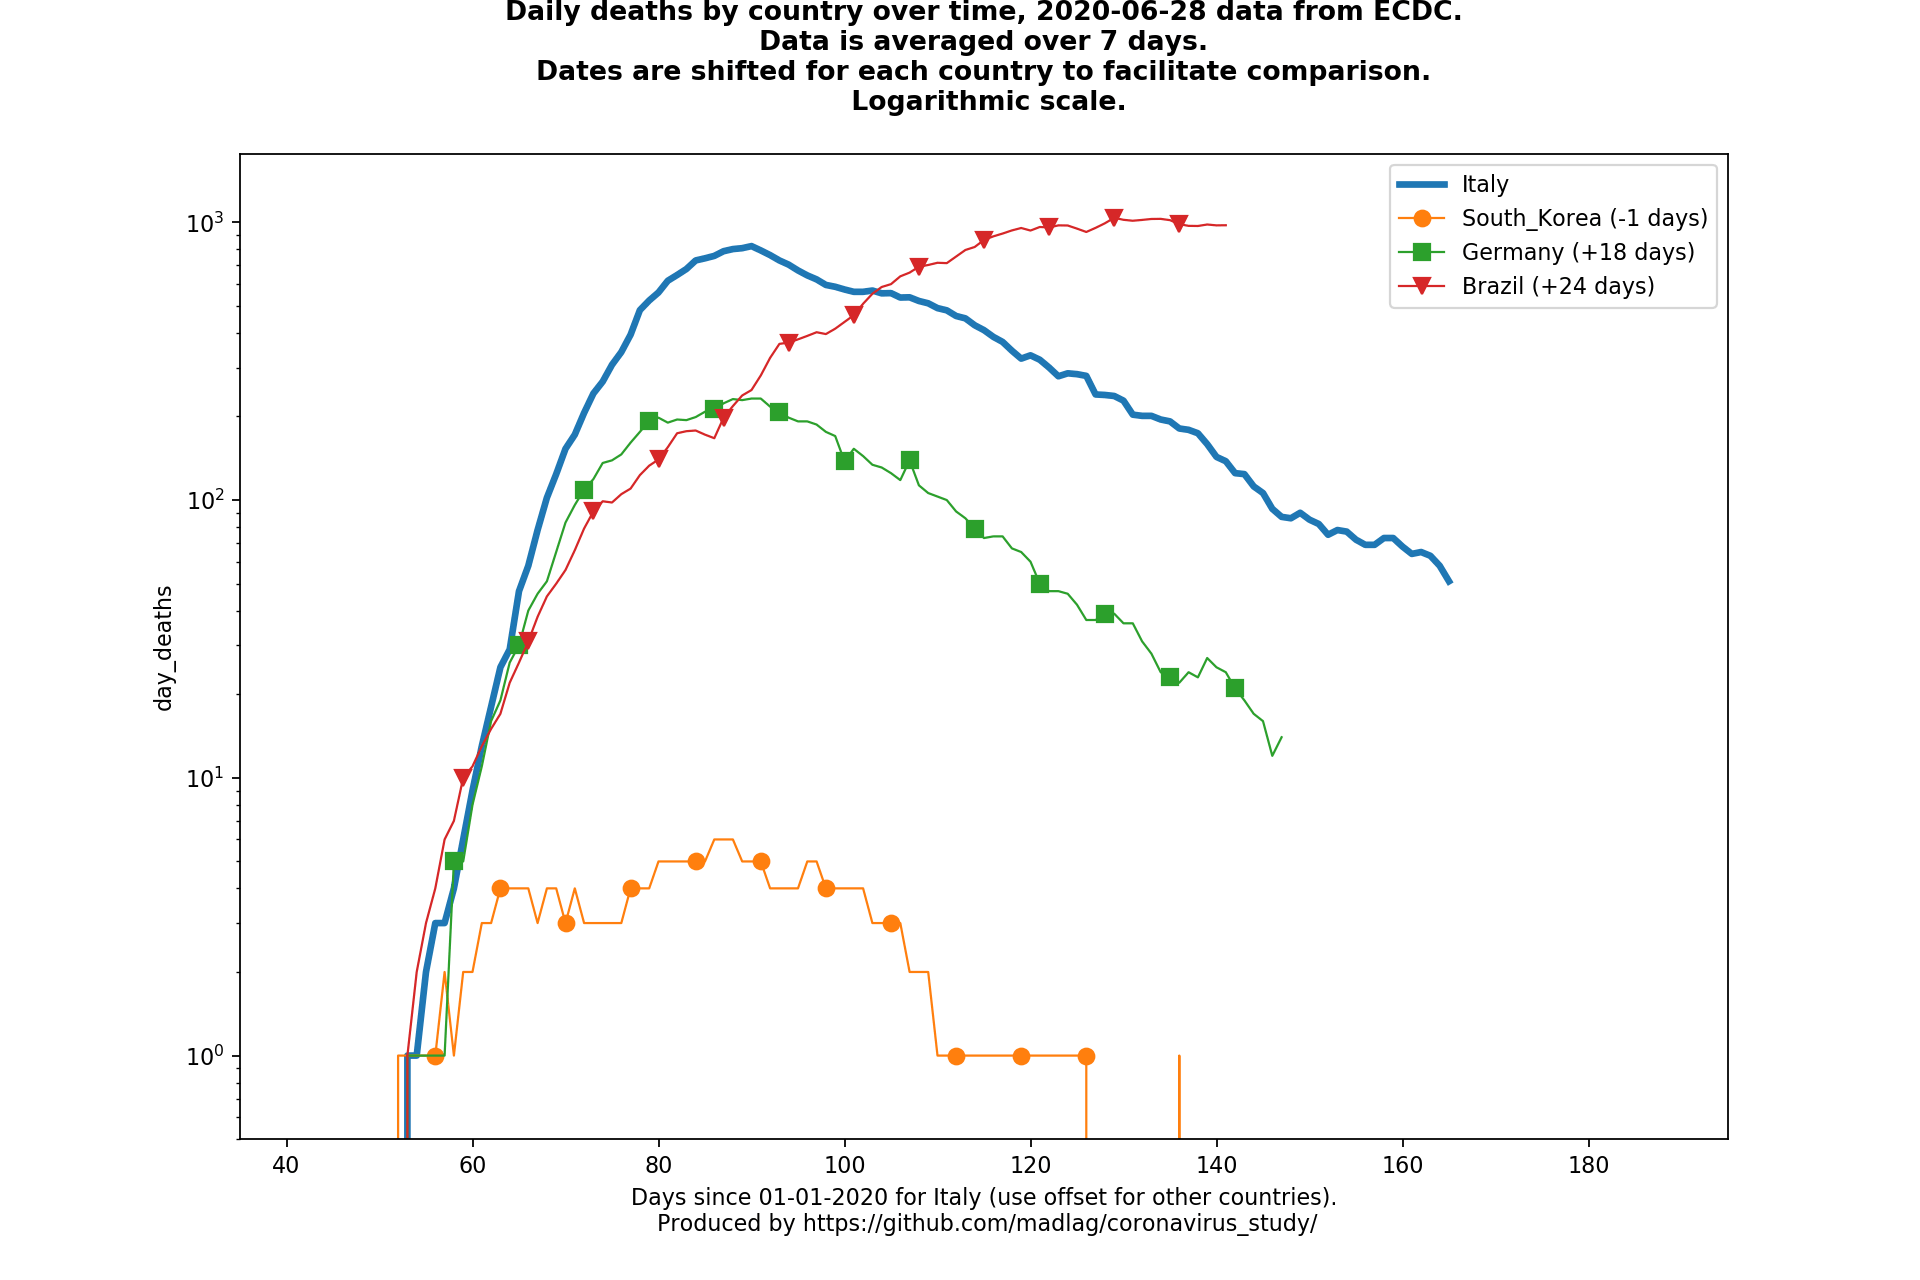 Daily deaths by country over time, 2020-06-28 data from ECDC.
Data is averaged over 7 days.
Dates are shifted for each country to facilitate comparison.
Logarithmic scale.
Italy
South_Korea (-1 days)
Germany (+18 days)
Brazil (+24 days)
10³
10²
10¹
10⁰
day_deaths
40 60 80 100 120 140 160 180
Days since 01-01-2020 for Italy (use offset for other countries).
Produced by https://github.com/madlag/coronavirus_study/